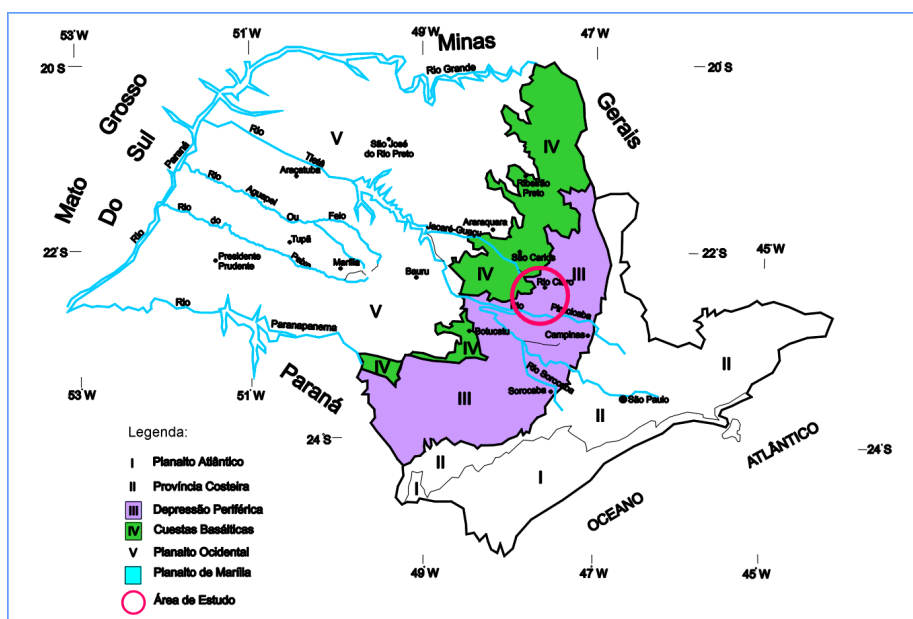 53 W
51 W
49 W
47 W
Minas
20 S
Rio Grande
20 S
Mato Grosso
Do Sul
Gerais
V
São José
do Rio Preto
IV
Rio
Tietê
Paraná
Araçatuba
Ribeirão
Preto
Rio
Aguapeí
Ou
Feio
Araraquara
Jacaré-Guaçu
Rio
do
Peixe
Tupã
Rio
22 S
Presidente
Prudente
Marília
Bauru
São Carlos
IV
III
Rio Claro
22 S
45 W
Rio
Piracicaba
Rio
Paranapanema
V
Botucatu
IV
Campinas
IV
II
Rio Sorocaba
53 W
51 W
Paraná
III
Sorocaba
São Paulo
II
24 S
ATLÂNTICO
24 S
II
I
I
OCEANO
49 W
47 W
45 W
Legenda:
I Planalto Atlântico
II Província Costeira
III Depressão Periférica
IV Cuestas Basálticas
V Planalto Ocidental
Planalto de Marília
Área de Estudo